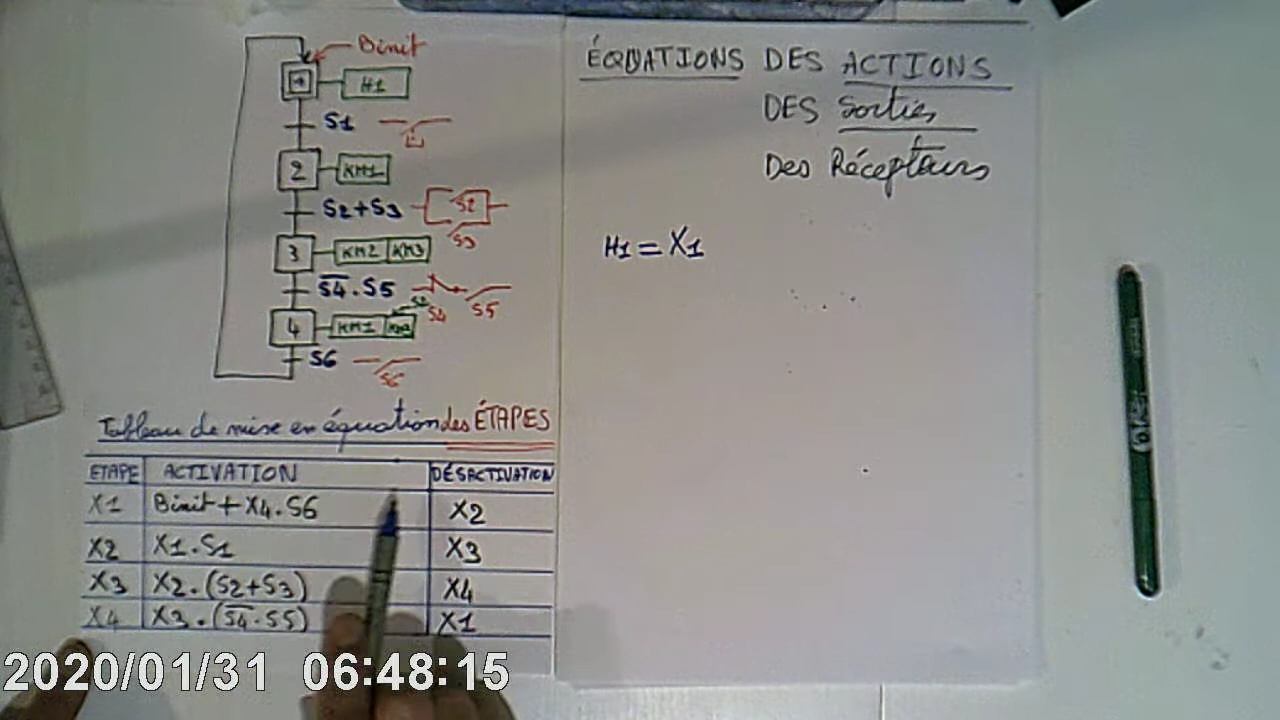 Binit
1 H1
S1
2 KM1
S2+S3 S2
S3
3 KM2 KM3
S4‾.S5 S4 S5
4 KM1
S6 S6
Tableau de mise en équation des ÉTAPES
ETAPE ACTIVATION DÉSACTIVATION
X1 Binit + X4.S6 X2
X2 X1.S1 X3
X3 X2.(S2+S3) X4
X4 X3.(S4‾.S5) X1
ÉQUATIONS DES ACTIONS
DES Sorties
Des Récepteurs
H1 = X1
2020/01/31 06:48:15